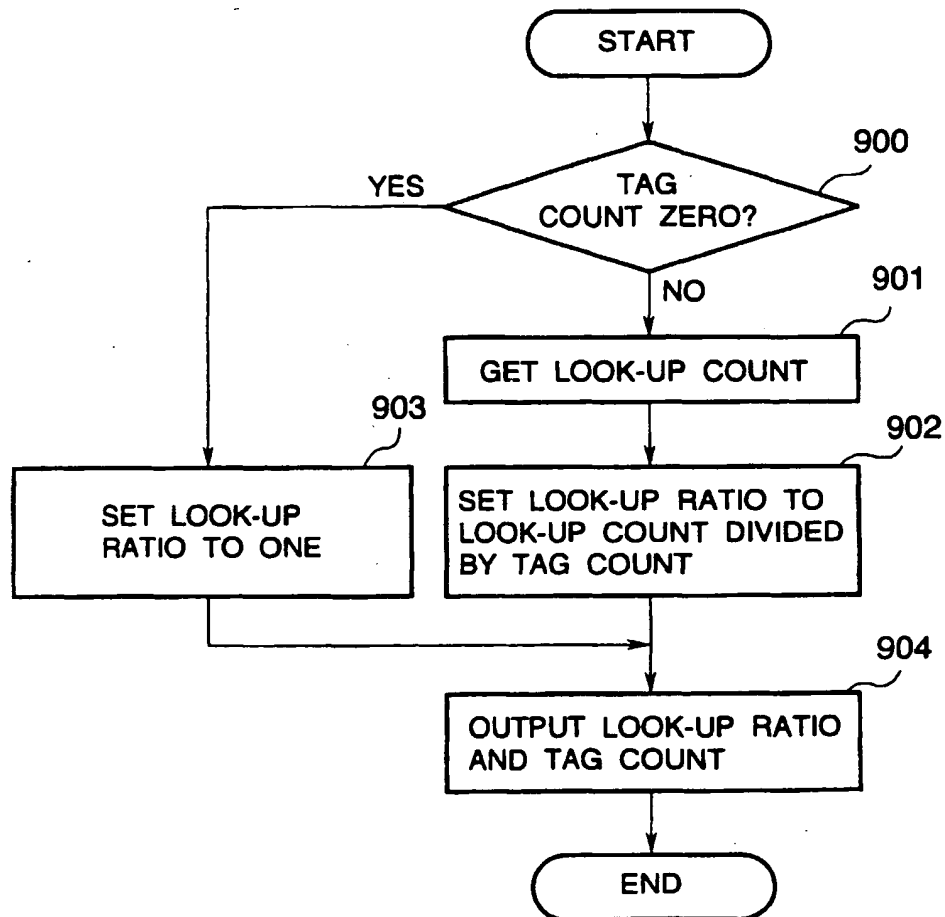 START
900
TAG
COUNT ZERO?
YES
NO
901
GET LOOK-UP COUNT
903
902
SET LOOK-UP
RATIO TO ONE
SET LOOK-UP RATIO TO
LOOK-UP COUNT DIVIDED
BY TAG COUNT
904
OUTPUT LOOK-UP RATIO
AND TAG COUNT
END